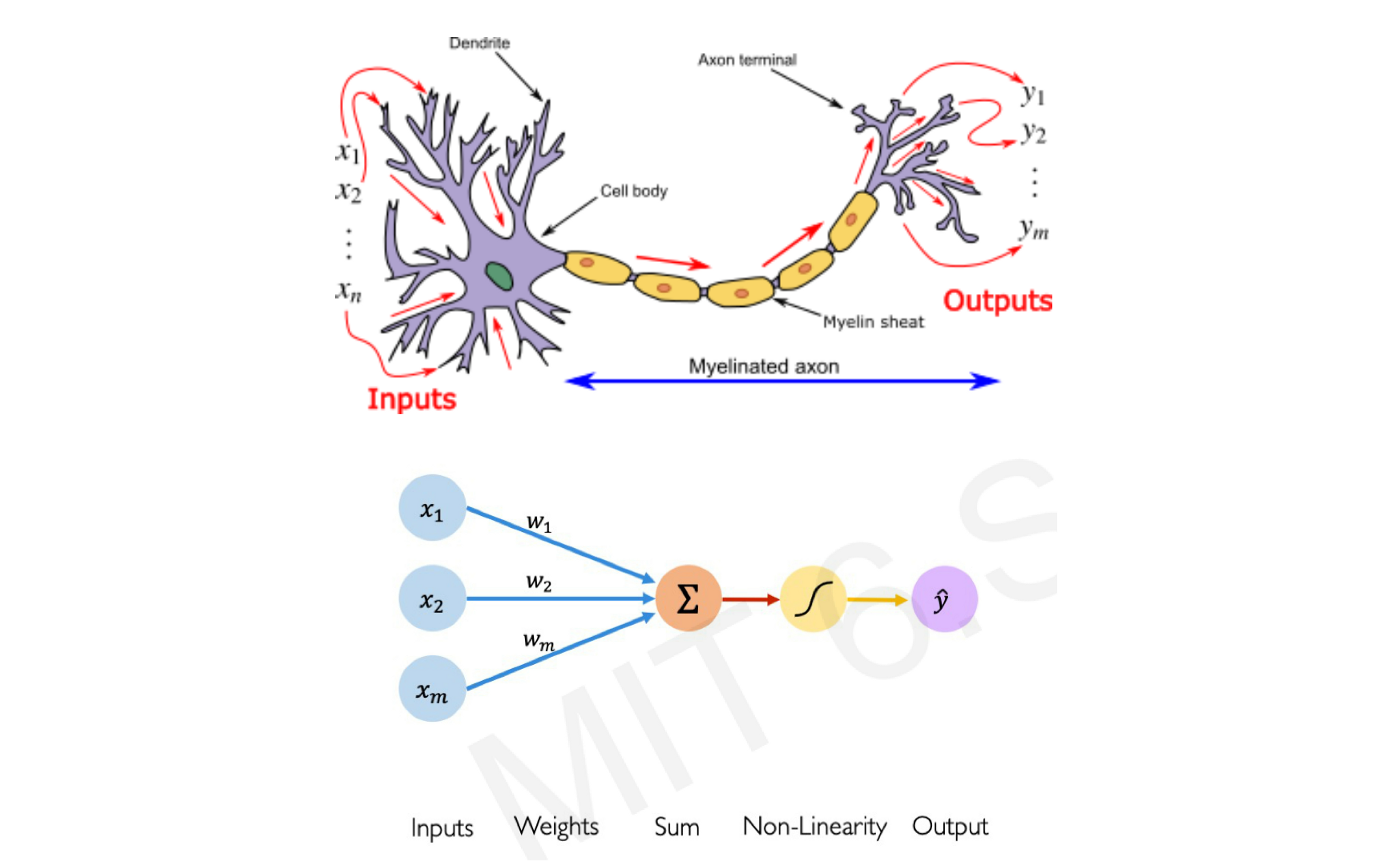 Dendrite
Axon terminal
y1
x1
y2
x2
Cell body
⋮
⋮
ym
xn
Outputs
Myelin sheat
Myelinated axon
Inputs
x1
w1
x2
w2
Σ
ŷ
wm
xm
MIT 6.S
Inputs Weights Sum Non-Linearity Output